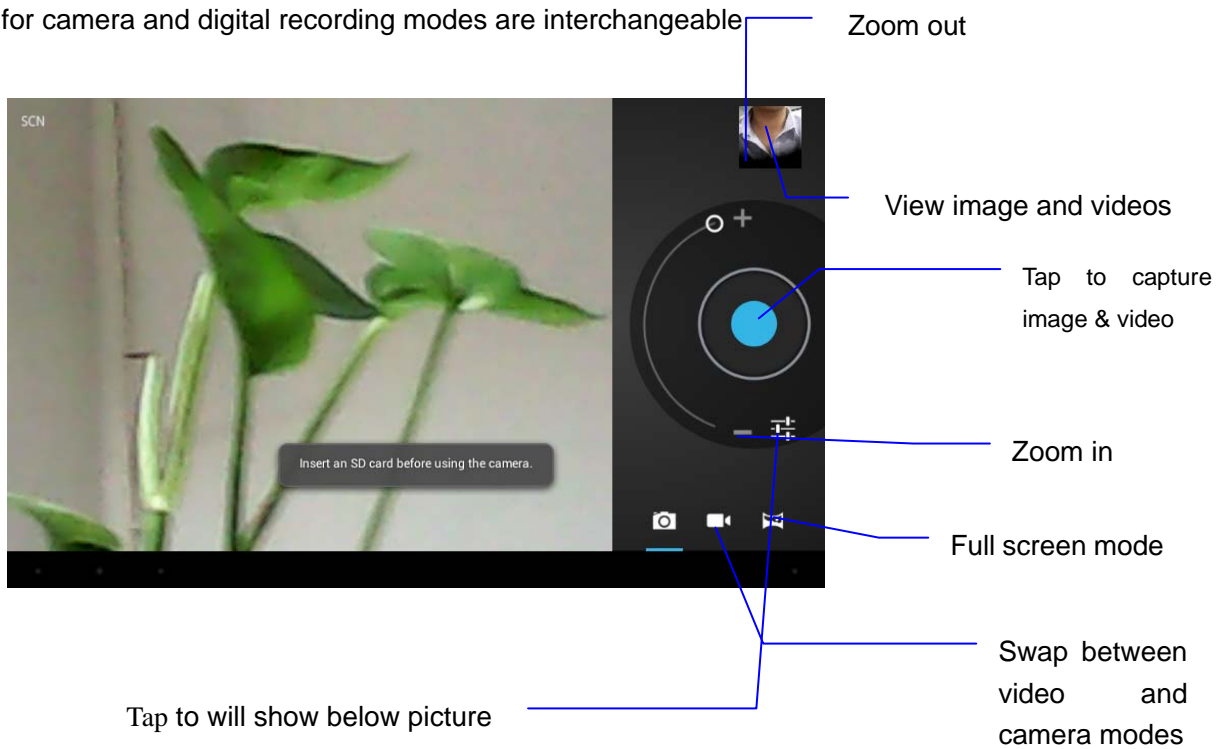 for camera and digital recording modes are interchangeable
Zoom out
SCN
View image and videos
Tap to capture
image & video
Insert an SD card before using the camera.
Zoom in
Full screen mode
Swap between
video and
camera modes
Tap to will show below picture